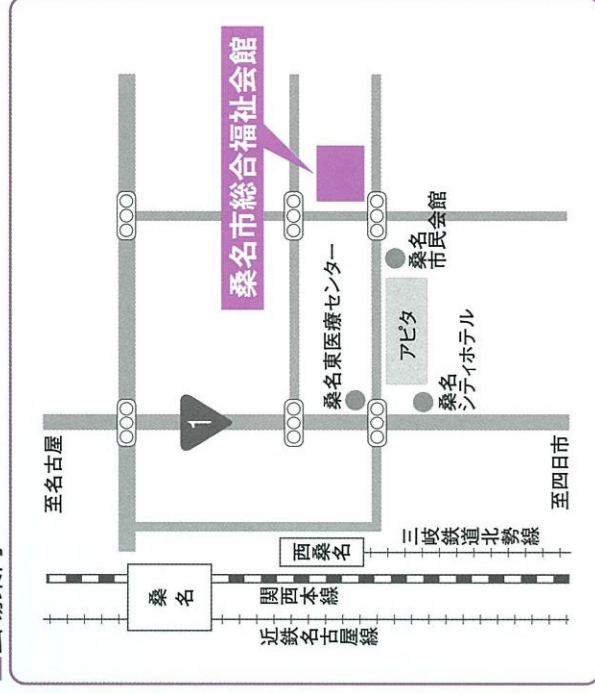 至名古屋
1
桑名市総合福祉会館
桑名東医療センター
桑名
市民会館
アピタ
桑名
シティホテル
至四日市
西桑名
三岐鉄道北勢線
桑名
関西本線
近鉄名古屋線